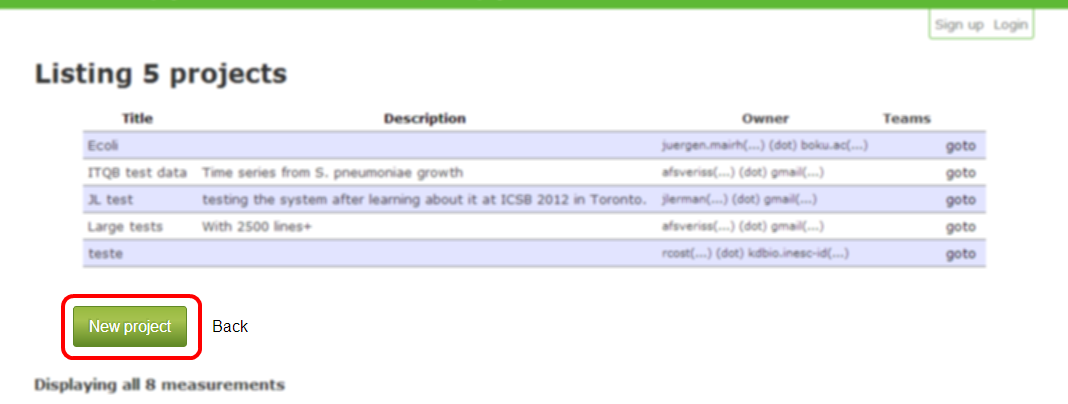 Sign up Login
Listing 5 projects
Title Description Owner Teams
Ecoli juergen.mairh(...) (dot) boku.ac(...) goto
ITQB test data Time series from S. pneumoniae growth afsveriss(...) (dot) gmail(...) goto
JL test testing the system after learning about it at ICSB 2012 in Toronto. jlerman(...) (dot) gmail(...) goto
Large tests With 2500 lines+ afsveriss(...) (dot) gmail(...) goto
teste rcost(...) (dot) kdbio.inesc-id(...) goto
New project Back
Displaying all 8 measurements